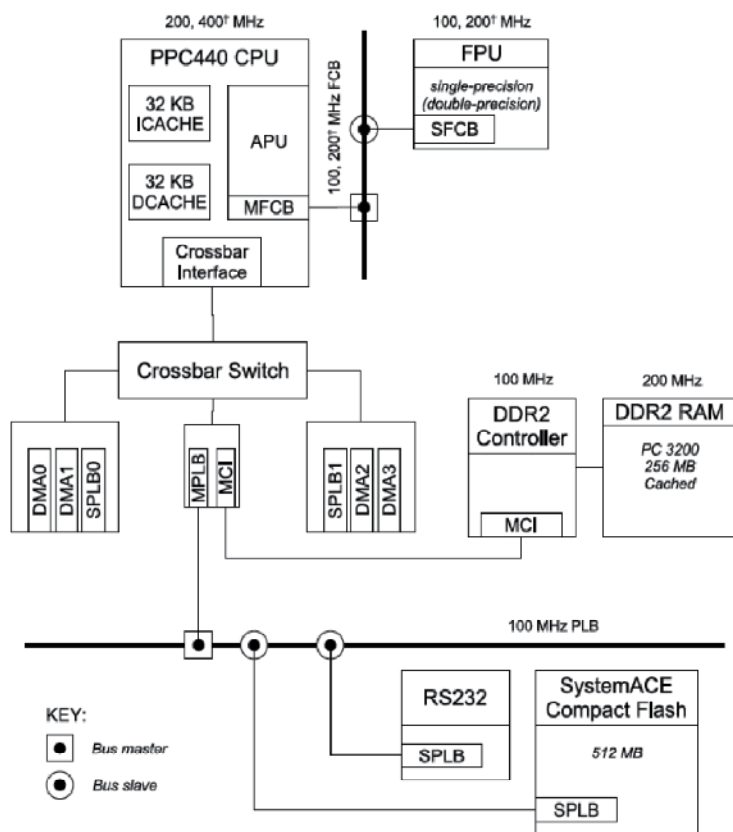 200, 400† MHz
PPC440 CPU
32 KB
ICACHE
32 KB
DCACHE
APU
MFCB
Crossbar
Interface
100, 200† MHz FCB
100, 200† MHz
FPU
single-precision
(double-precision)
SFCB
Crossbar Switch
DMA0
DMA1
SPLB0
MPLB
MCI
SPLB1
DMA2
DMA3
100 MHz
DDR2
Controller
MCI
200 MHz
DDR2 RAM
PC 3200
256 MB
Cached
100 MHz PLB
KEY:
Bus master
Bus slave
RS232
SPLB
SystemACE
Compact Flash
512 MB
SPLB